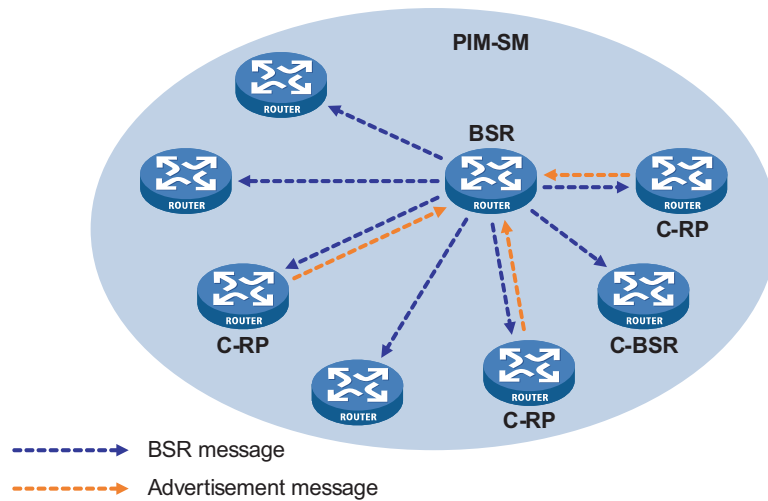 PIM-SM
ROUTER
BSR
ROUTER
ROUTER
ROUTER
C-RP
ROUTER
C-RP
ROUTER
C-BSR
ROUTER
ROUTER
C-RP
BSR message
Advertisement message